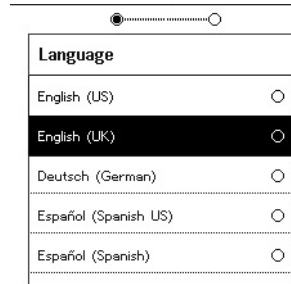 Language
English (US)
English (UK)
Deutsch (German)
Español (Spanish US)
Español (Spanish)